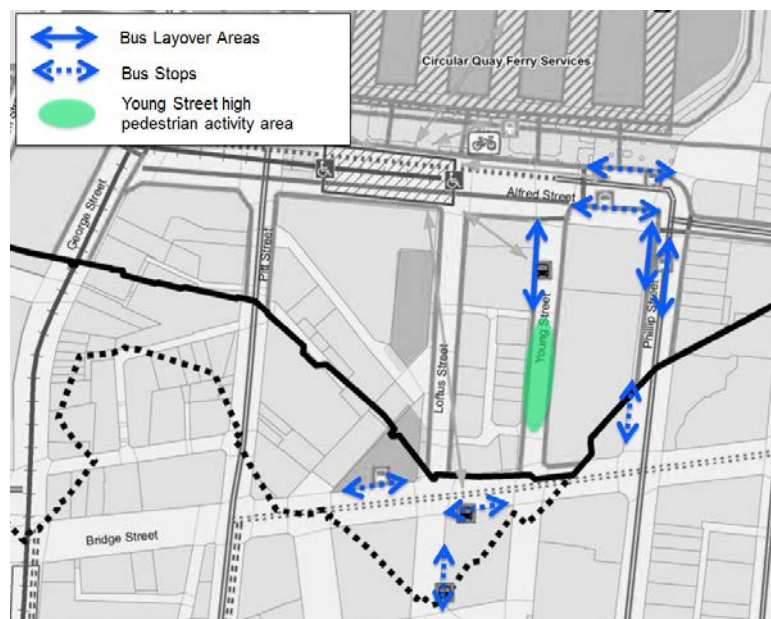 Bus Layover Areas
Bus Stops
Young Street high
pedestrian activity area
Circular Quay Ferry Services
Alfred Street
George Street
Pitt Street
Loftus Street
Young Street
Phillip Street
Bridge Street